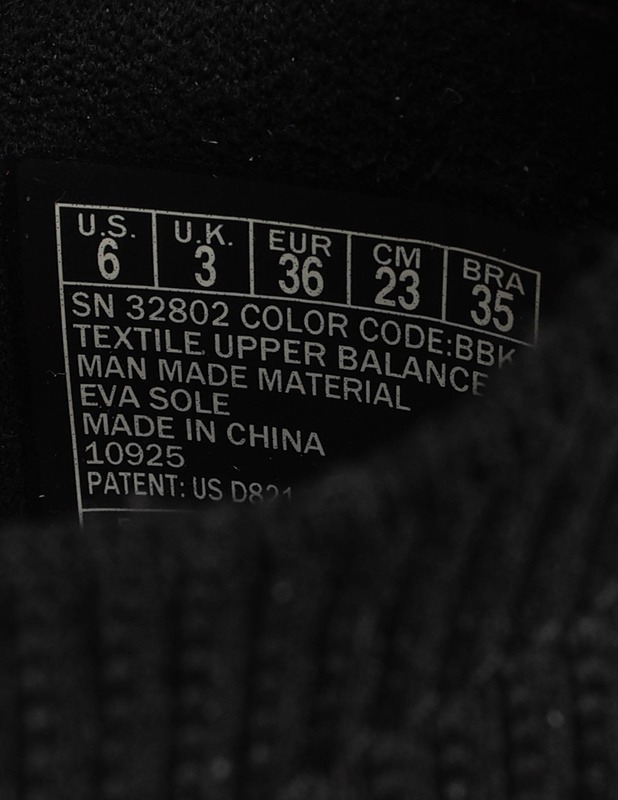 U.S. U.K. EUR CM BRA
6 3 36 23 35
SN 32802 COLOR CODE:BBK
TEXTILE UPPER BALANCE
MAN MADE MATERIAL
EVA SOLE
MADE IN CHINA
10925
PATENT: US